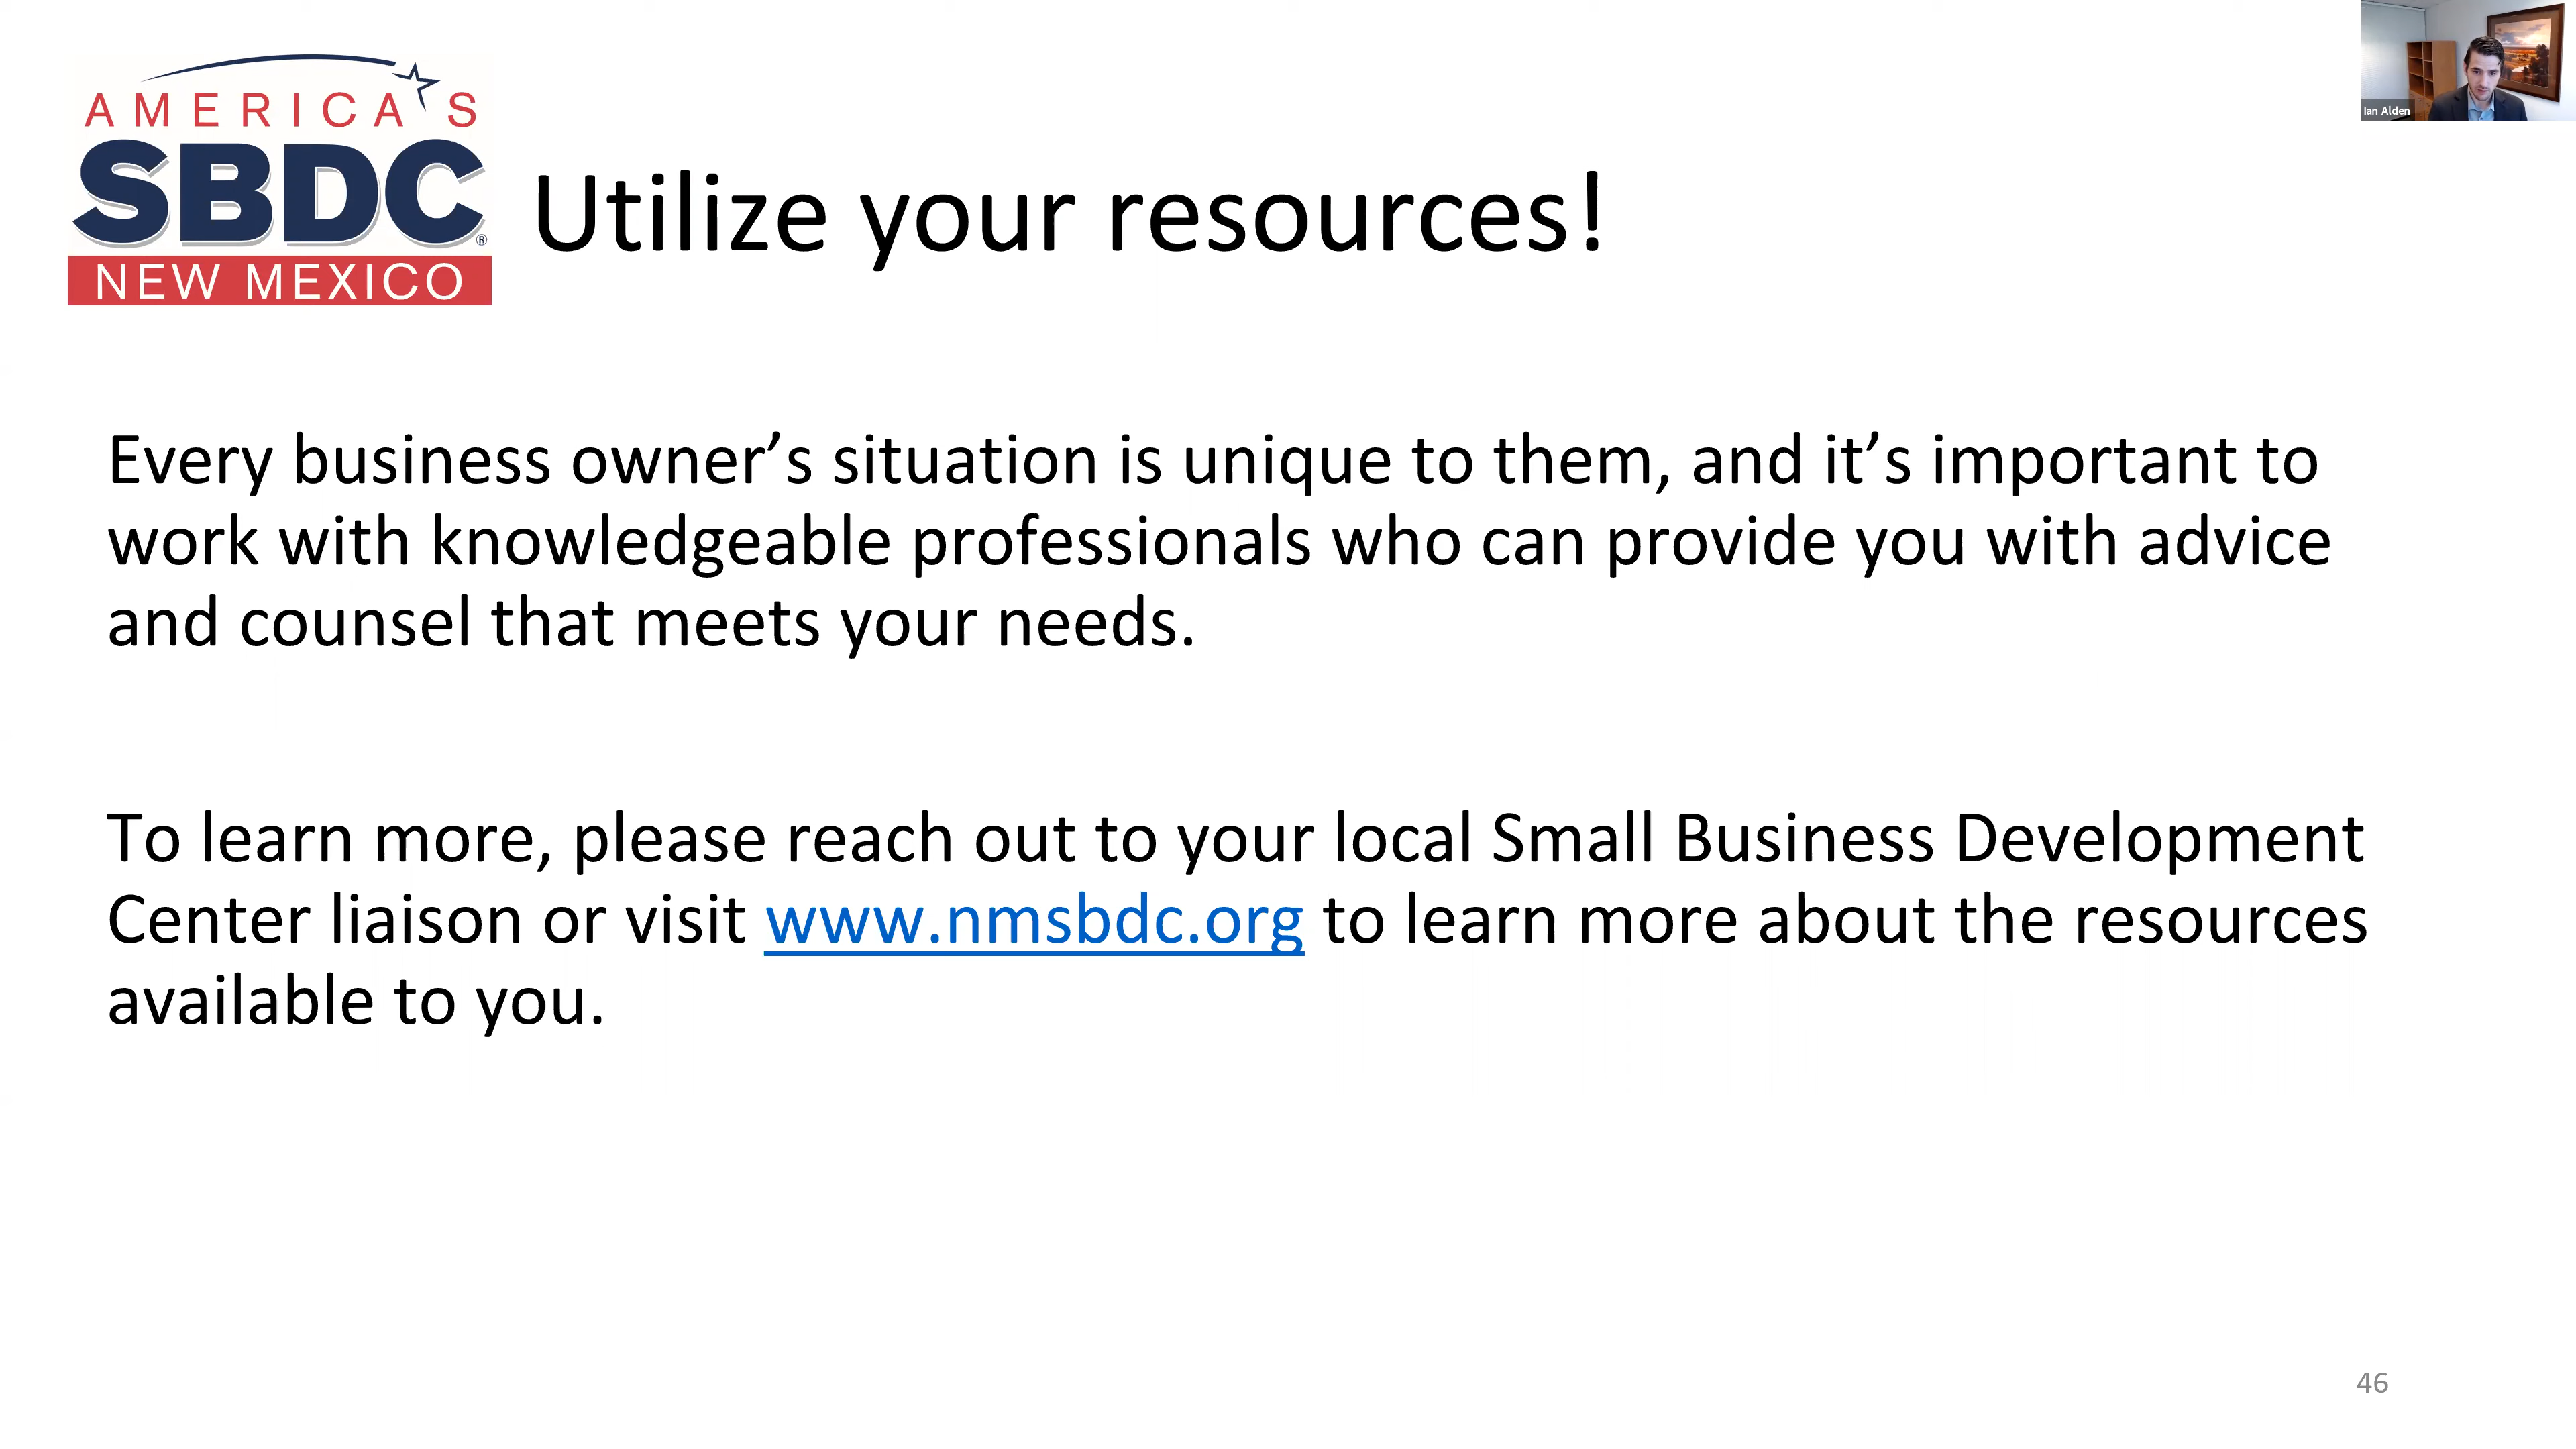 AMERICA'S
SBDC®
NEW MEXICO
Ian Alden
Utilize your resources!
Every business owner’s situation is unique to them, and it’s important to
work with knowledgeable professionals who can provide you with advice
and counsel that meets your needs.
To learn more, please reach out to your local Small Business Development
Center liaison or visit www.nmsbdc.org to learn more about the resources
available to you.
46